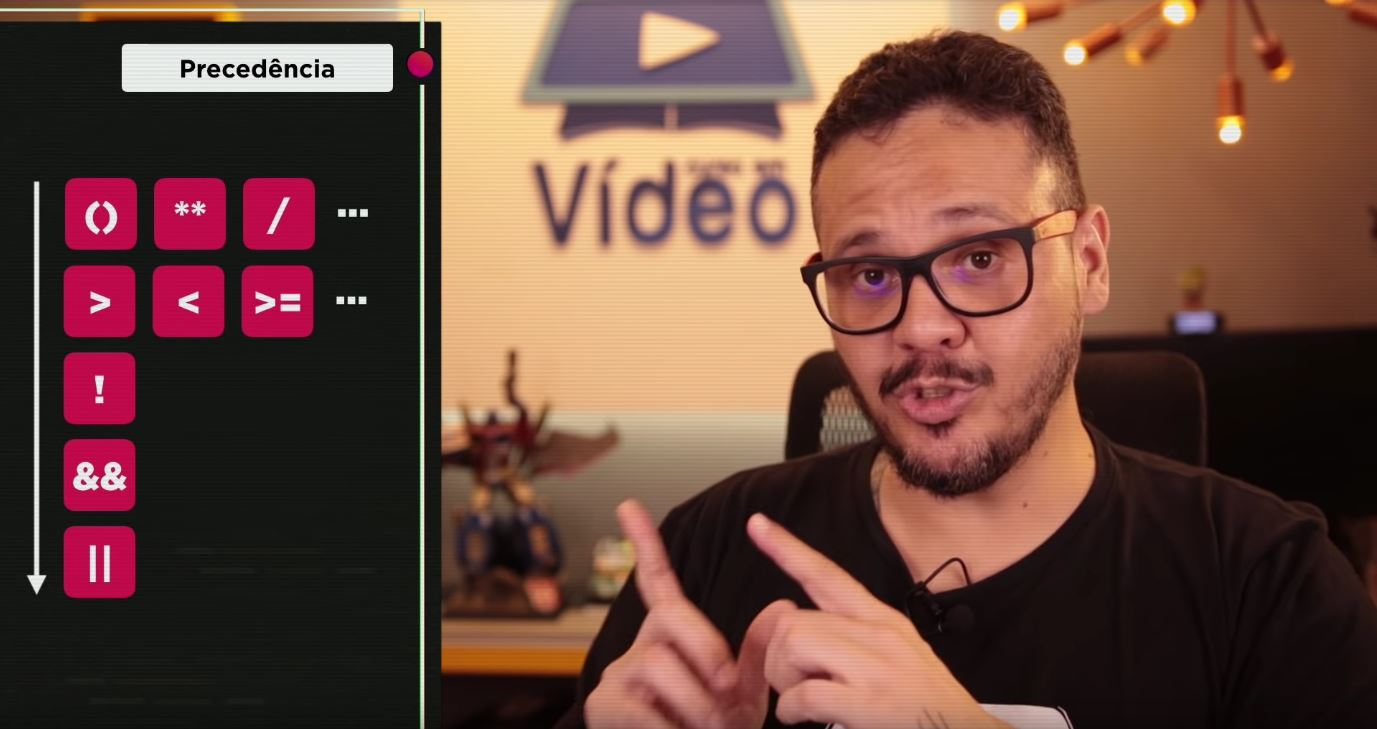 Precedência
() ** / ...
> < >= ...
!
&&
||
Vídeo